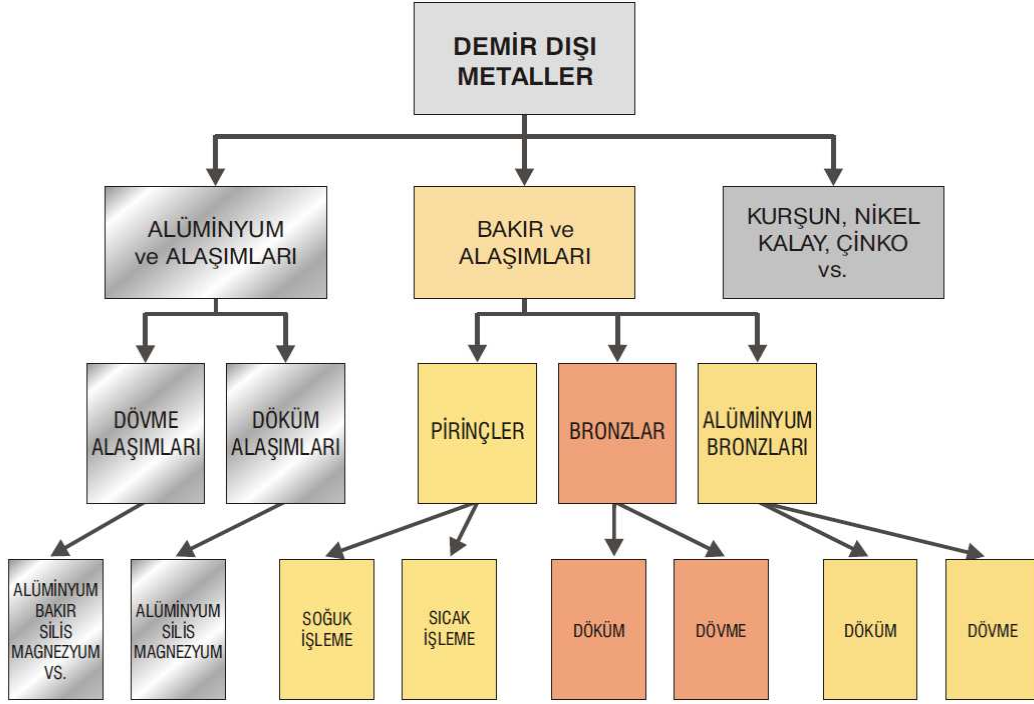 DEMİR DIŞI
METALLER
ALÜMİNYUM
ve ALAŞIMLARI
BAKIR ve
ALAŞIMLARI
KURŞUN, NİKEL
KALAY, ÇİNKO
vs.
DÖVME
ALAŞIMLARI
DÖKÜM
ALAŞIMLARI
PİRİNÇLER
BRONZLAR
ALÜMİNYUM
BRONZLARI
ALÜMİNYUM
BAKIR
SİLİS
MAGNEZYUM
VS.
ALÜMİNYUM
SİLİS
MAGNEZYUM
SOĞUK
İŞLEME
SICAK
İŞLEME
DÖKÜM
DÖVME
DÖKÜM
DÖVME